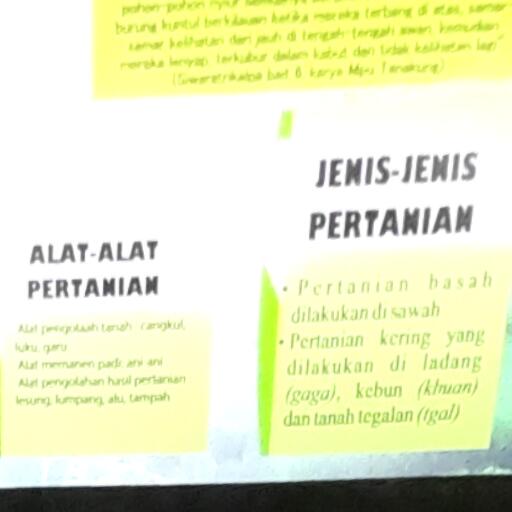 pohon-pohon nyiur
burung kuntul berkilauan ketika mereka terbang di atas, samar
samar kelihatan dan jauh di tengah-tengah awan, kemudian
mereka lenyap, terkubur dalam kabut dan tidak kelihatan lagi"
(Siwaratrikalpa bait 6 karya Mpu Tanakung)
ALAT-ALAT
PERTANIAN
Alat pengolah tanah : cangkul,
luku, garu
Alat memanen padi: ani-ani
Alat pengolahan hasil pertanian
lesung, lumpang, alu, tampah
JENIS-JENIS
PERTANIAN
• Pertanian basah
dilakukan di sawah
• Pertanian kering yang
dilakukan di ladang
(gaga), kebun (kbuan)
dan tanah tegalan (tgal)